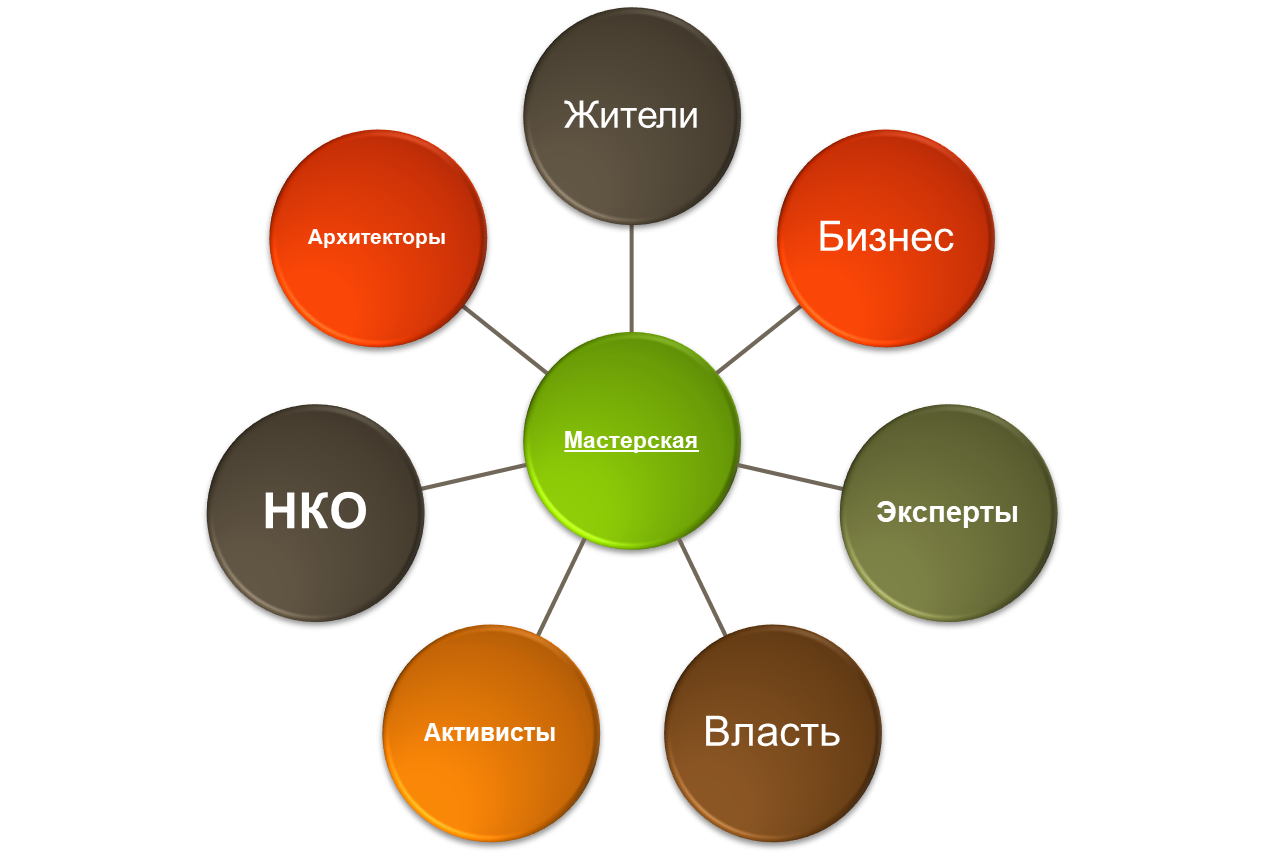 Жители
Архитекторы
Бизнес
Мастерская
НКО
Эксперты
Активисты
Власть